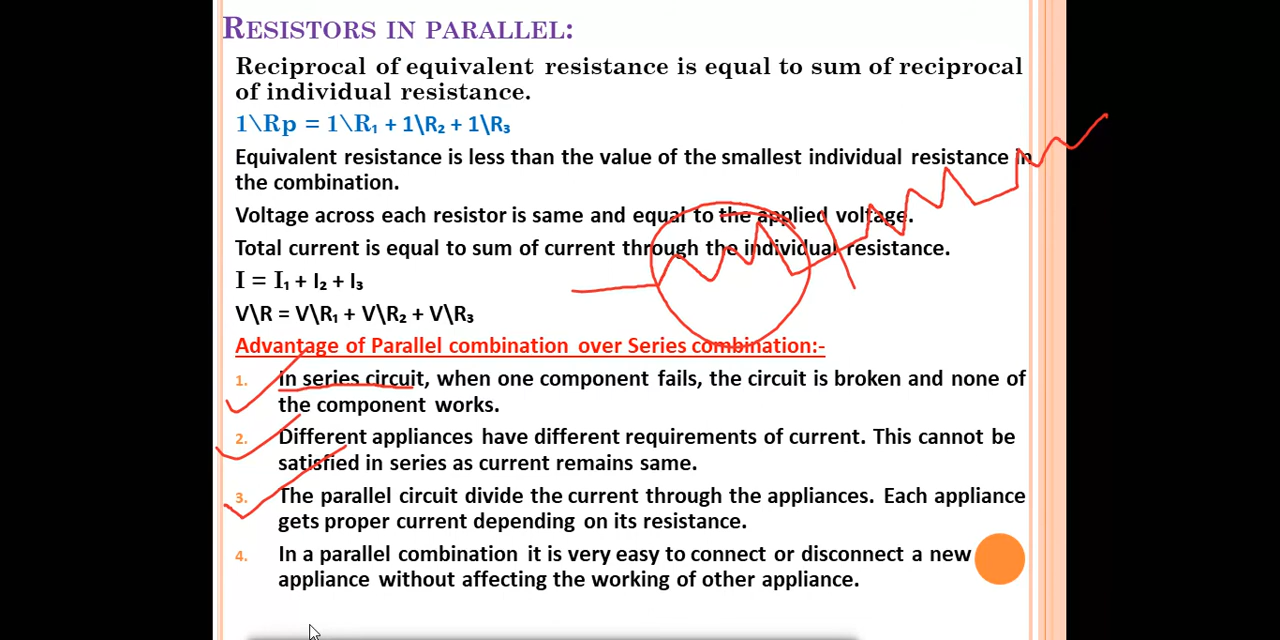 RESISTORS IN PARALLEL:
Reciprocal of equivalent resistance is equal to sum of reciprocal
of individual resistance.
1\Rp = 1\R₁ + 1\R₂ + 1\R₃
Equivalent resistance is less than the value of the smallest individual resistance in
the combination.
Voltage across each resistor is same and equal to the applied voltage.
Total current is equal to sum of current through the individual resistance.
I = I₁ + I₂ + I₃
V\R = V\R₁ + V\R₂ + V\R₃
Advantage of Parallel combination over Series combination:-
1. In series circuit, when one component fails, the circuit is broken and none of
the component works.
2. Different appliances have different requirements of current. This cannot be
satisfied in series as current remains same.
3. The parallel circuit divide the current through the appliances. Each appliance
gets proper current depending on its resistance.
4. In a parallel combination it is very easy to connect or disconnect a new
appliance without affecting the working of other appliance.